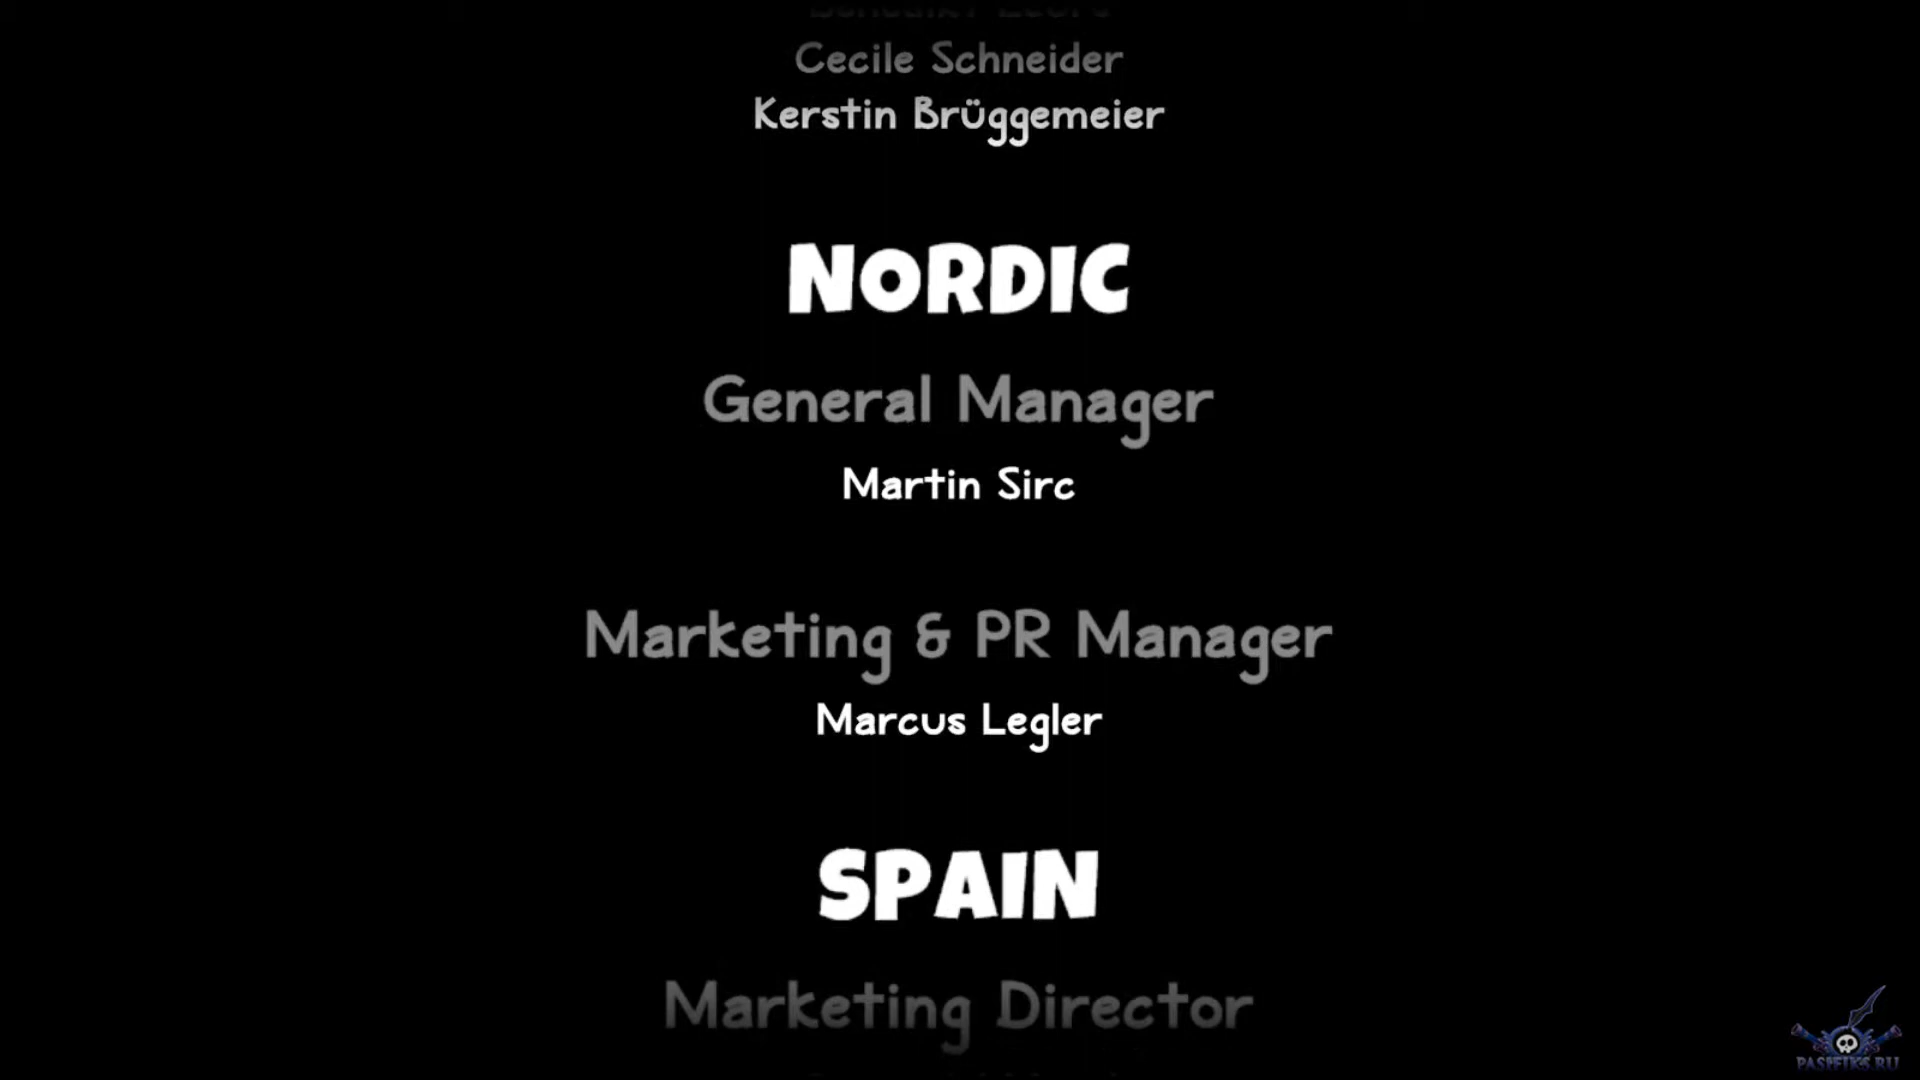 Cecile Schneider
Kerstin Brüggemeier
NORDIC
General Manager
Martin Sirc
Marketing & PR Manager
Marcus Legler
SPAIN
Marketing Director